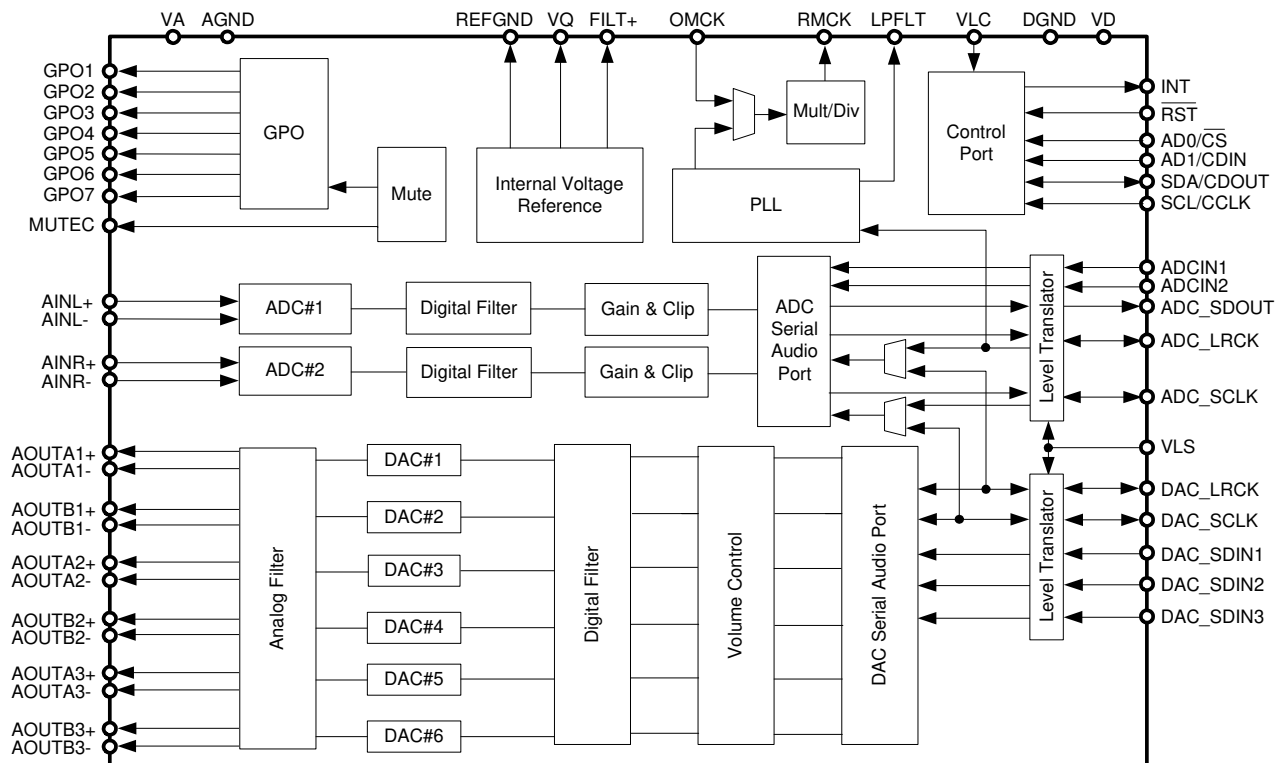 VA
AGND
REFGND
VQ
FILT+
OMCK
RMCK
LPFLT
VLC
DGND
VD
GPO1
GPO2
GPO3
GPO4
GPO5
GPO6
GPO7
MUTEC
GPO
Mute
Internal Voltage
Reference
Mult/Div
PLL
Control
Port
INT
RST
AD0/CS
AD1/CDIN
SDA/CDOUT
SCL/CCLK
AINL+
AINL-
AINR+
AINR-
ADC#1
Digital Filter
Gain & Clip
ADC#2
Digital Filter
Gain & Clip
ADC
Serial
Audio
Port
Level Translator
ADCIN1
ADCIN2
ADC_SDOUT
ADC_LRCK
ADC_SCLK
VLS
AOUTA1+
AOUTA1-
AOUTB1+
AOUTB1-
AOUTA2+
AOUTA2-
AOUTB2+
AOUTB2-
AOUTA3+
AOUTA3-
AOUTB3+
AOUTB3-
Analog Filter
DAC#1
DAC#2
DAC#3
DAC#4
DAC#5
DAC#6
Digital Filter
Volume Control
DAC Serial Audio Port
Level Translator
DAC_LRCK
DAC_SCLK
DAC_SDIN1
DAC_SDIN2
DAC_SDIN3